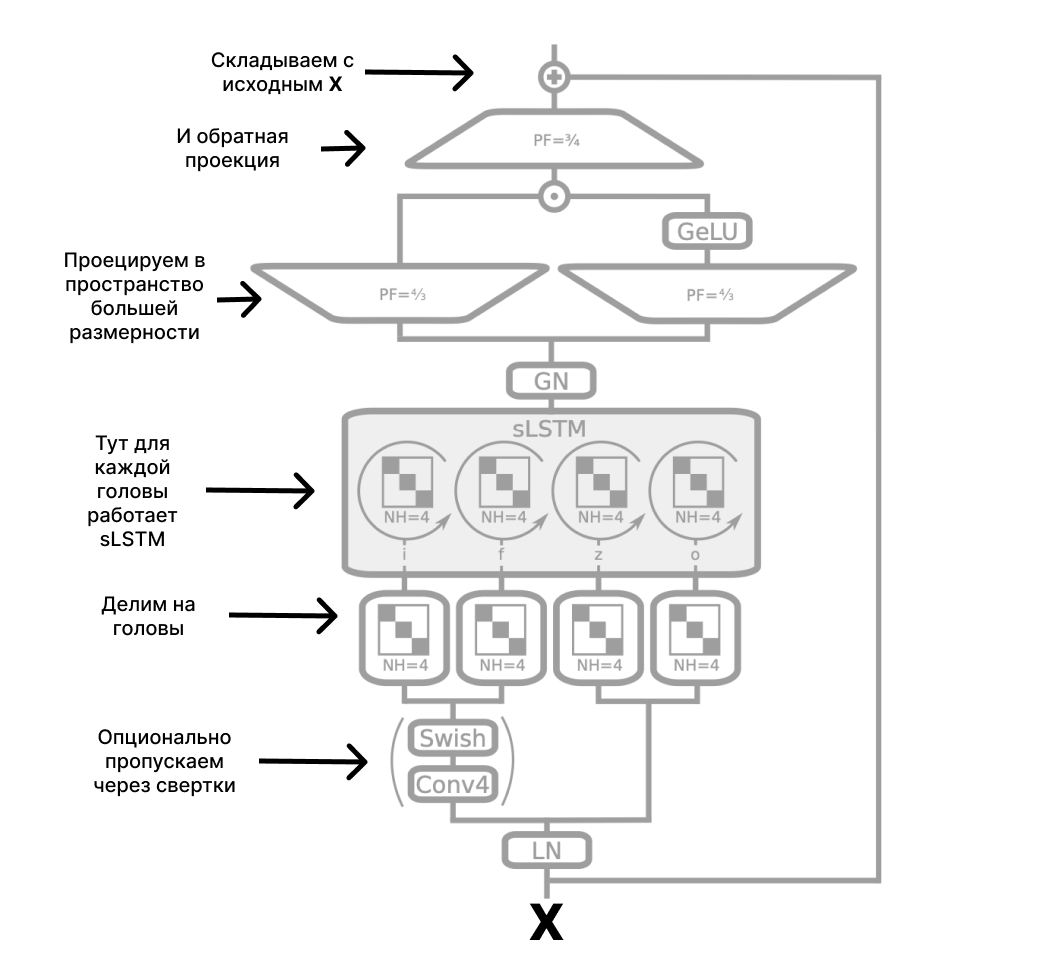 Складываем с
исходным X
И обратная
проекция
PF=¾
GeLU
Проецируем в
пространство
большей
размерности
PF=⁴⁄₃
PF=⁴⁄₃
GN
sLSTM
Тут для
каждой
головы
работает
sLSTM
NH=4
NH=4
NH=4
NH=4
i
f
z
o
Делим на
головы
NH=4
NH=4
NH=4
NH=4
Опционально
пропускаем
через свертки
Swish
Conv4
LN
X